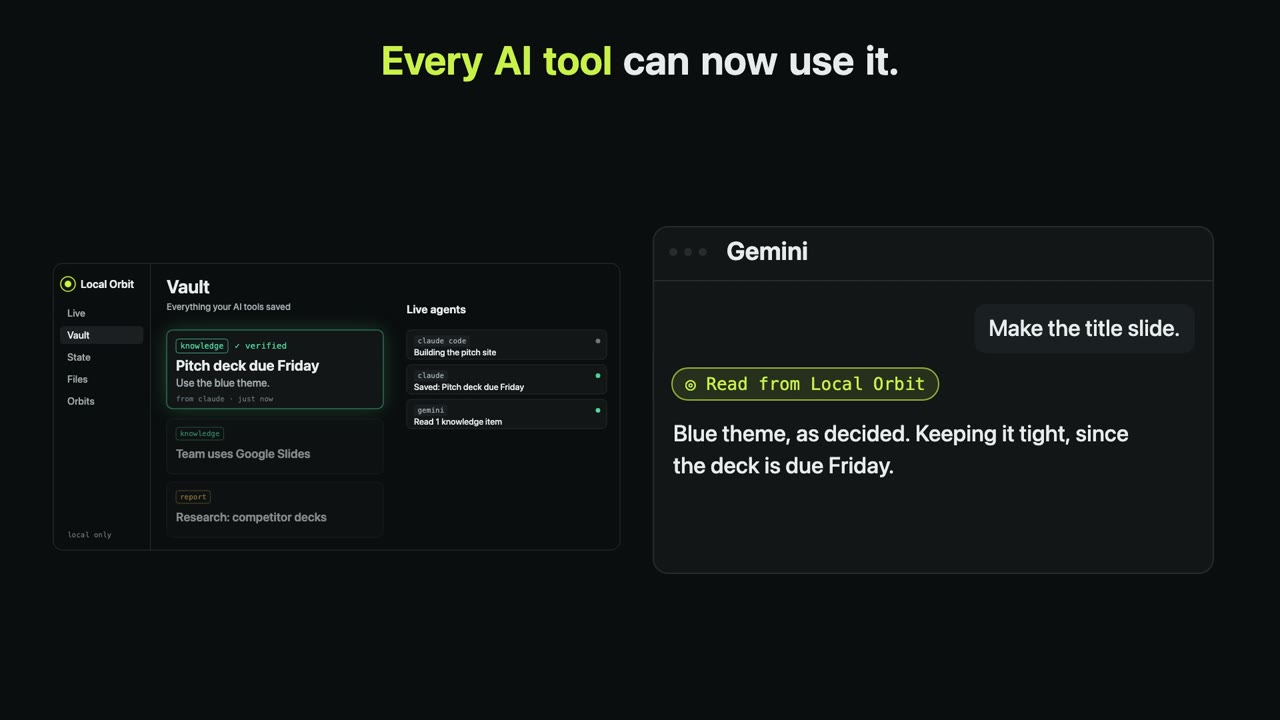 Every AI tool can now use it.
Local Orbit
Live
Vault
State
Files
Orbits
local only
Vault
Everything your AI tools saved
knowledge ✓ verified
Pitch deck due Friday
Use the blue theme.
from claude · just now
knowledge
Team uses Google Slides
report
Research: competitor decks
Live agents
claude code
Building the pitch site
claude
Saved: Pitch deck due Friday
gemini
Read 1 knowledge item
Gemini
Make the title slide.
◎ Read from Local Orbit
Blue theme, as decided. Keeping it tight, since
the deck is due Friday.